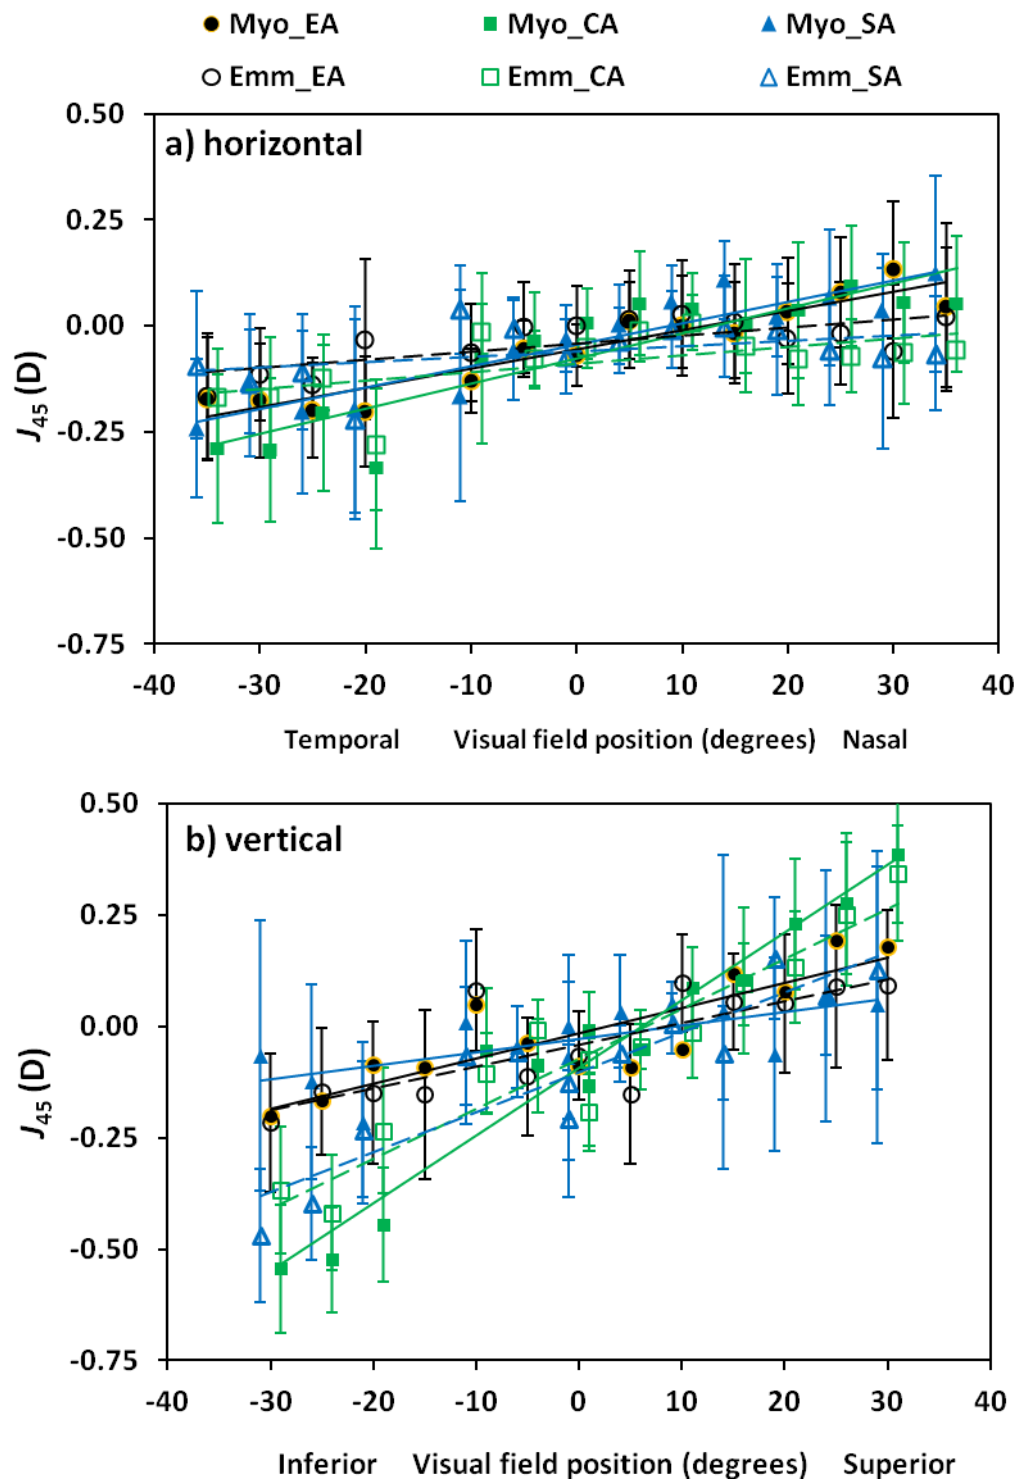 Myo_EA Myo_CA Myo_SA
Emm_EA Emm_CA Emm_SA
0.50
a) horizontal
0.25
0.00
J45 (D)
-0.25
-0.50
-0.75
-40 -30 -20 -10 0 10 20 30 40
Temporal Visual field position (degrees) Nasal
0.50
b) vertical
0.25
0.00
J45 (D)
-0.25
-0.50
-0.75
-40 -30 -20 -10 0 10 20 30 40
Inferior Visual field position (degrees) Superior